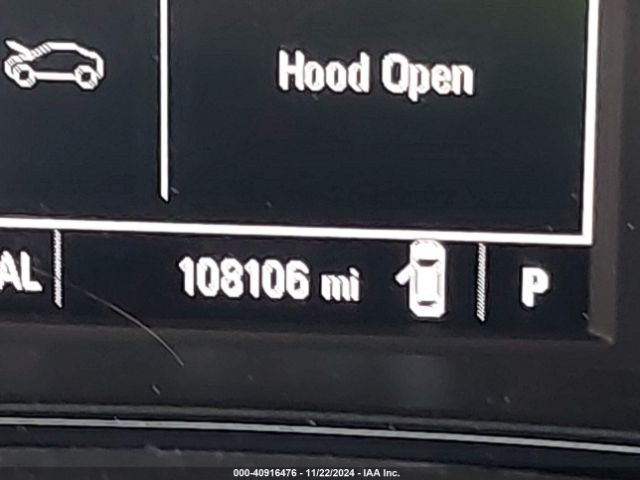 Hood Open
AL 108106 mi P
000-40916476 - 11/22/2024 - IAA Inc.